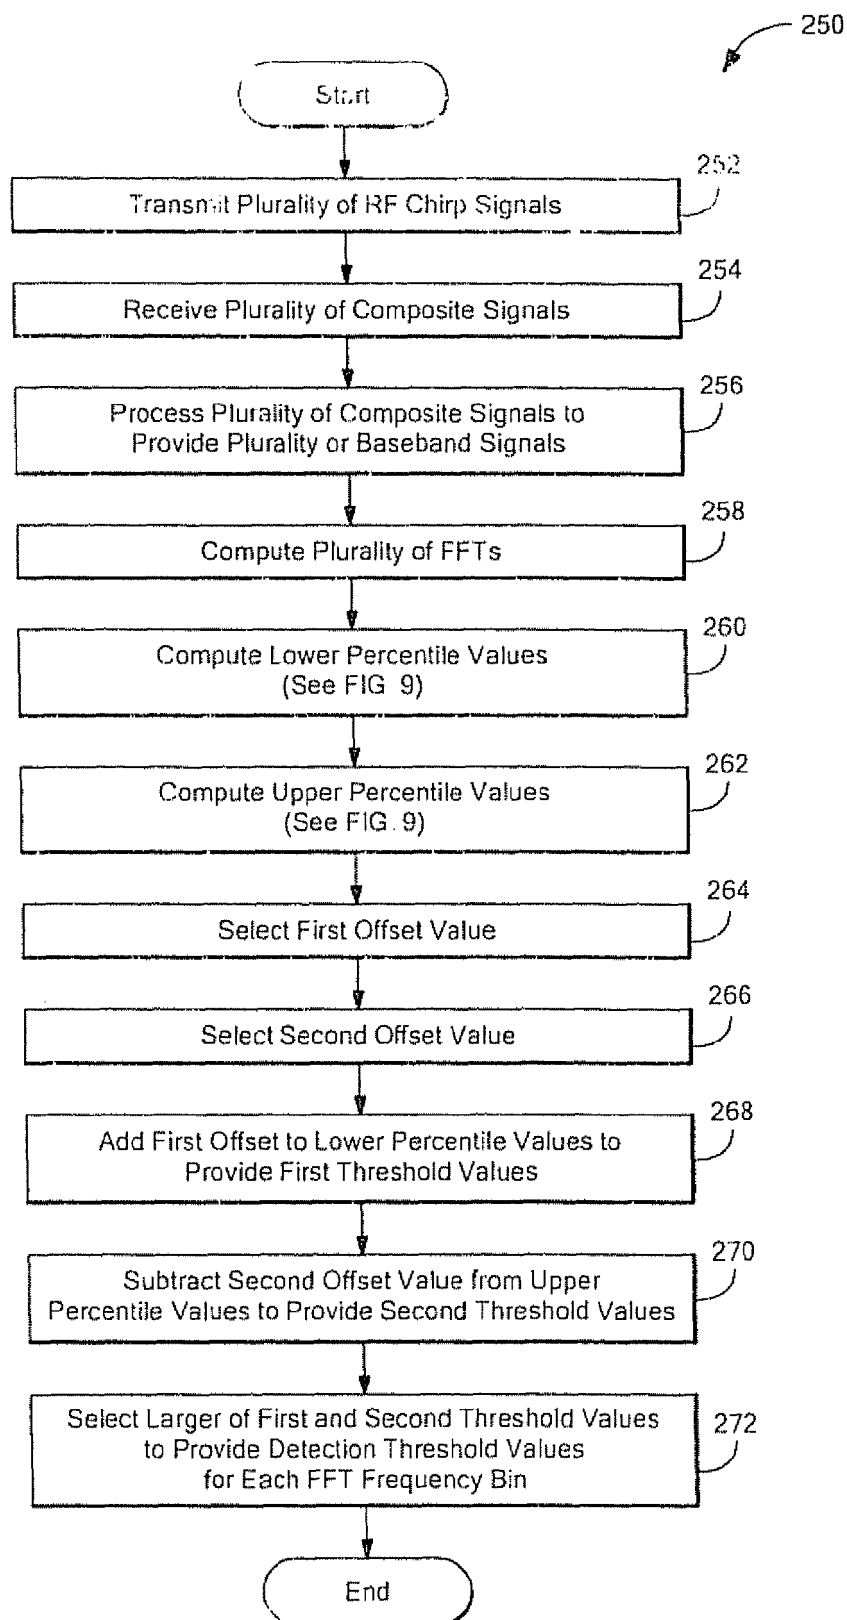 250
Start
252
Transmit Plurality of RF Chirp Signals
254
Receive Plurality of Composite Signals
256
Process Plurality of Composite Signals to
Provide Plurality or Baseband Signals
258
Compute Plurality of FFTs
260
Compute Lower Percentile Values
(See FIG 9)
262
Compute Upper Percentile Values
(See FIG. 9)
264
Select First Offset Value
266
Select Second Offset Value
268
Add First Offset to Lower Percentile Values to
Provide First Threshold Values
270
Subtract Second Offset Value from Upper
Percentile Values to Provide Second Threshold Values
272
Select Larger of First and Second Threshold Values
to Provide Detection Threshold Values
for Each FFT Frequency Bin
End